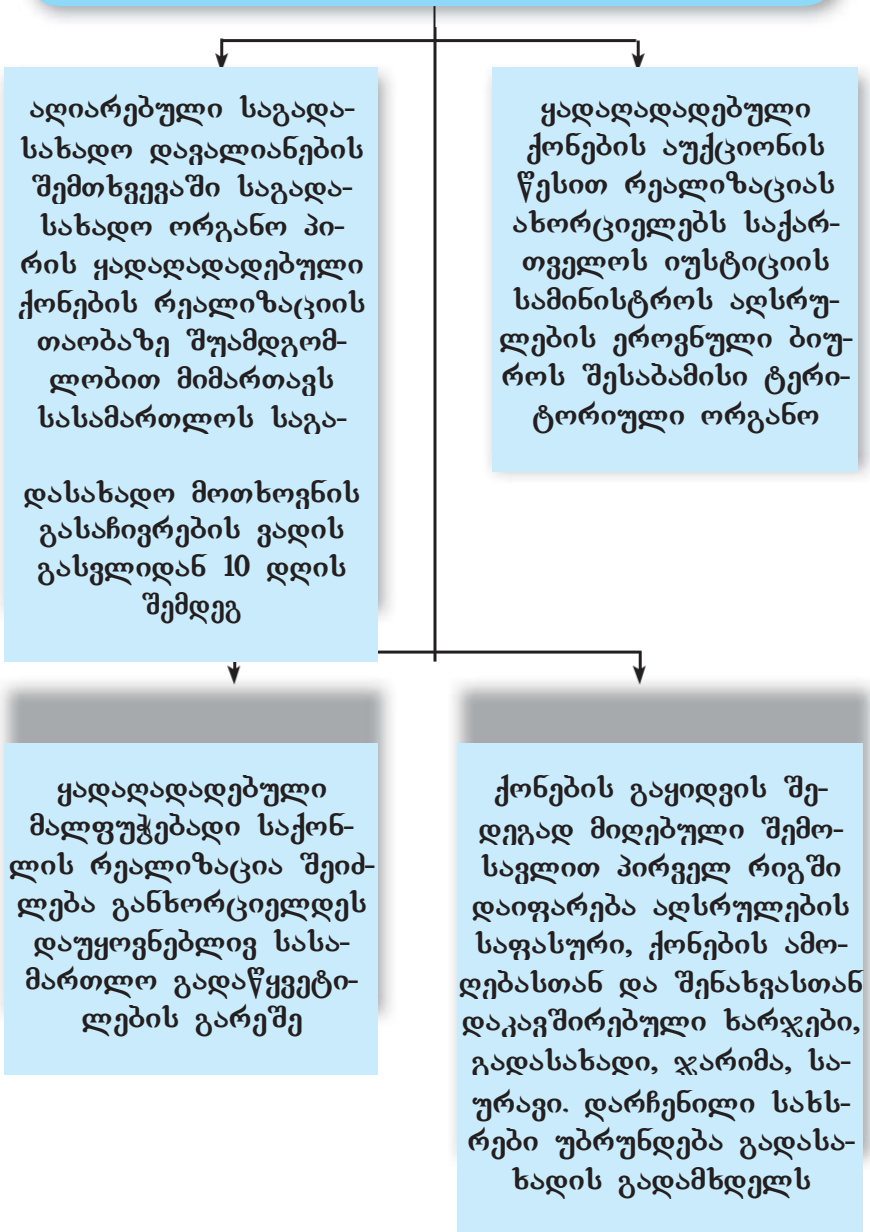 აღიარებული საგადა-
სახადო დავალიანების
შემთხვევაში საგადა-
სახადო ორგანო პი-
რის ყადაღადადებული
ქონების რეალიზაციის
თაობაზე შუამდგომ-
ლობით მიმართავს
სასამართლოს საგა-
დასახადო მოთხოვნის
გასაჩივრების ვადის
გასვლიდან 10 დღის
შემდეგ
ყადაღადადებული
ქონების აუქციონის
წესით რეალიზაციას
ახორციელებს საქარ-
თველოს იუსტიციის
სამინისტროს აღსრუ-
ლების ეროვნული ბიუ-
როს შესაბამისი ტერი-
ტორიული ორგანო
ყადაღადადებული
მალფუჭებადი საქონ-
ლის რეალიზაცია შეიძ-
ლება განხორციელდეს
დაუყოვნებლივ სასა-
მართლო გადაწყვეტი-
ლების გარეშე
ქონების გაყიდვის შე-
დეგად მიღებული შემო-
სავლით პირველ რიგში
დაიფარება აღსრულების
საფასური, ქონების ამო-
ღებასთან და შენახვასთან
დაკავშირებული ხარჯები,
გადასახადი, ჯარიმა, სა-
ურავი. დარჩენილი სახს-
რები უბრუნდება გადასა-
ხადის გადამხდელს